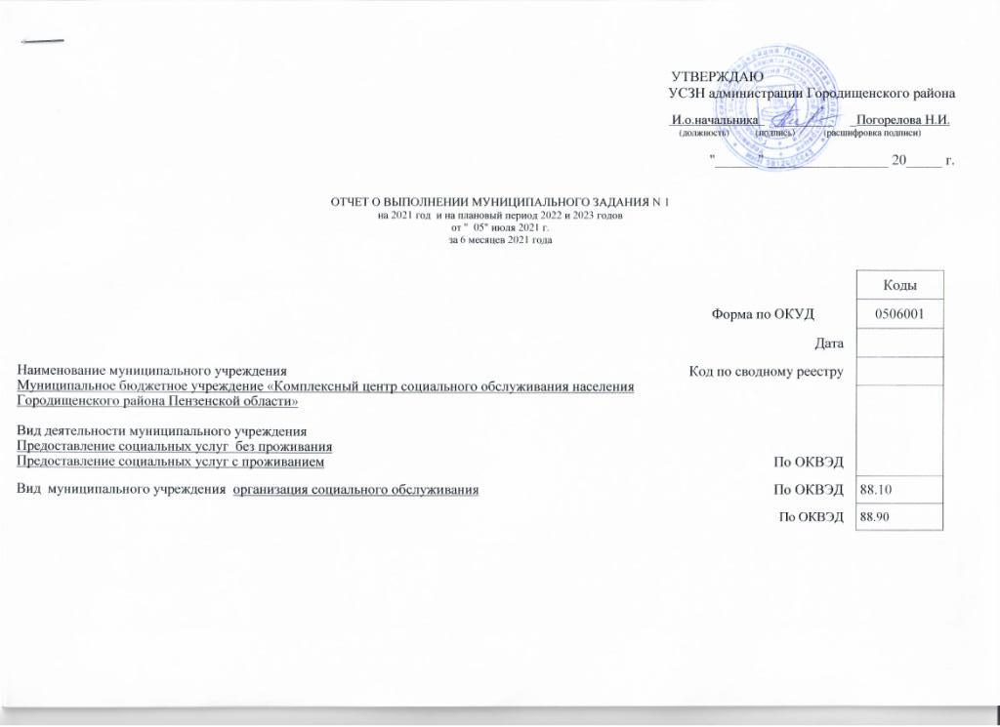 УТВЕРЖДАЮ
УСЗН администрации Городищенского района
И.о.начальника Погорелова Н.И.
(должность) (подпись) (расшифровка подписи)
"______" __________________ 20_____ г.
ОТЧЕТ О ВЫПОЛНЕНИИ МУНИЦИПАЛЬНОГО ЗАДАНИЯ N 1
на 2021 год и на плановый период 2022 и 2023 годов
от " 05" июля 2021 г.
за 6 месяцев 2021 года
Коды
Форма по ОКУД 0506001
Дата
Наименование муниципального учреждения Код по сводному реестру
Муниципальное бюджетное учреждение «Комплексный центр социального обслуживания населения
Городищенского района Пензенской области»
Вид деятельности муниципального учреждения
Предоставление социальных услуг без проживания
Предоставление социальных услуг с проживанием По ОКВЭД
Вид муниципального учреждения организация социального обслуживания По ОКВЭД 88.10
По ОКВЭД 88.90